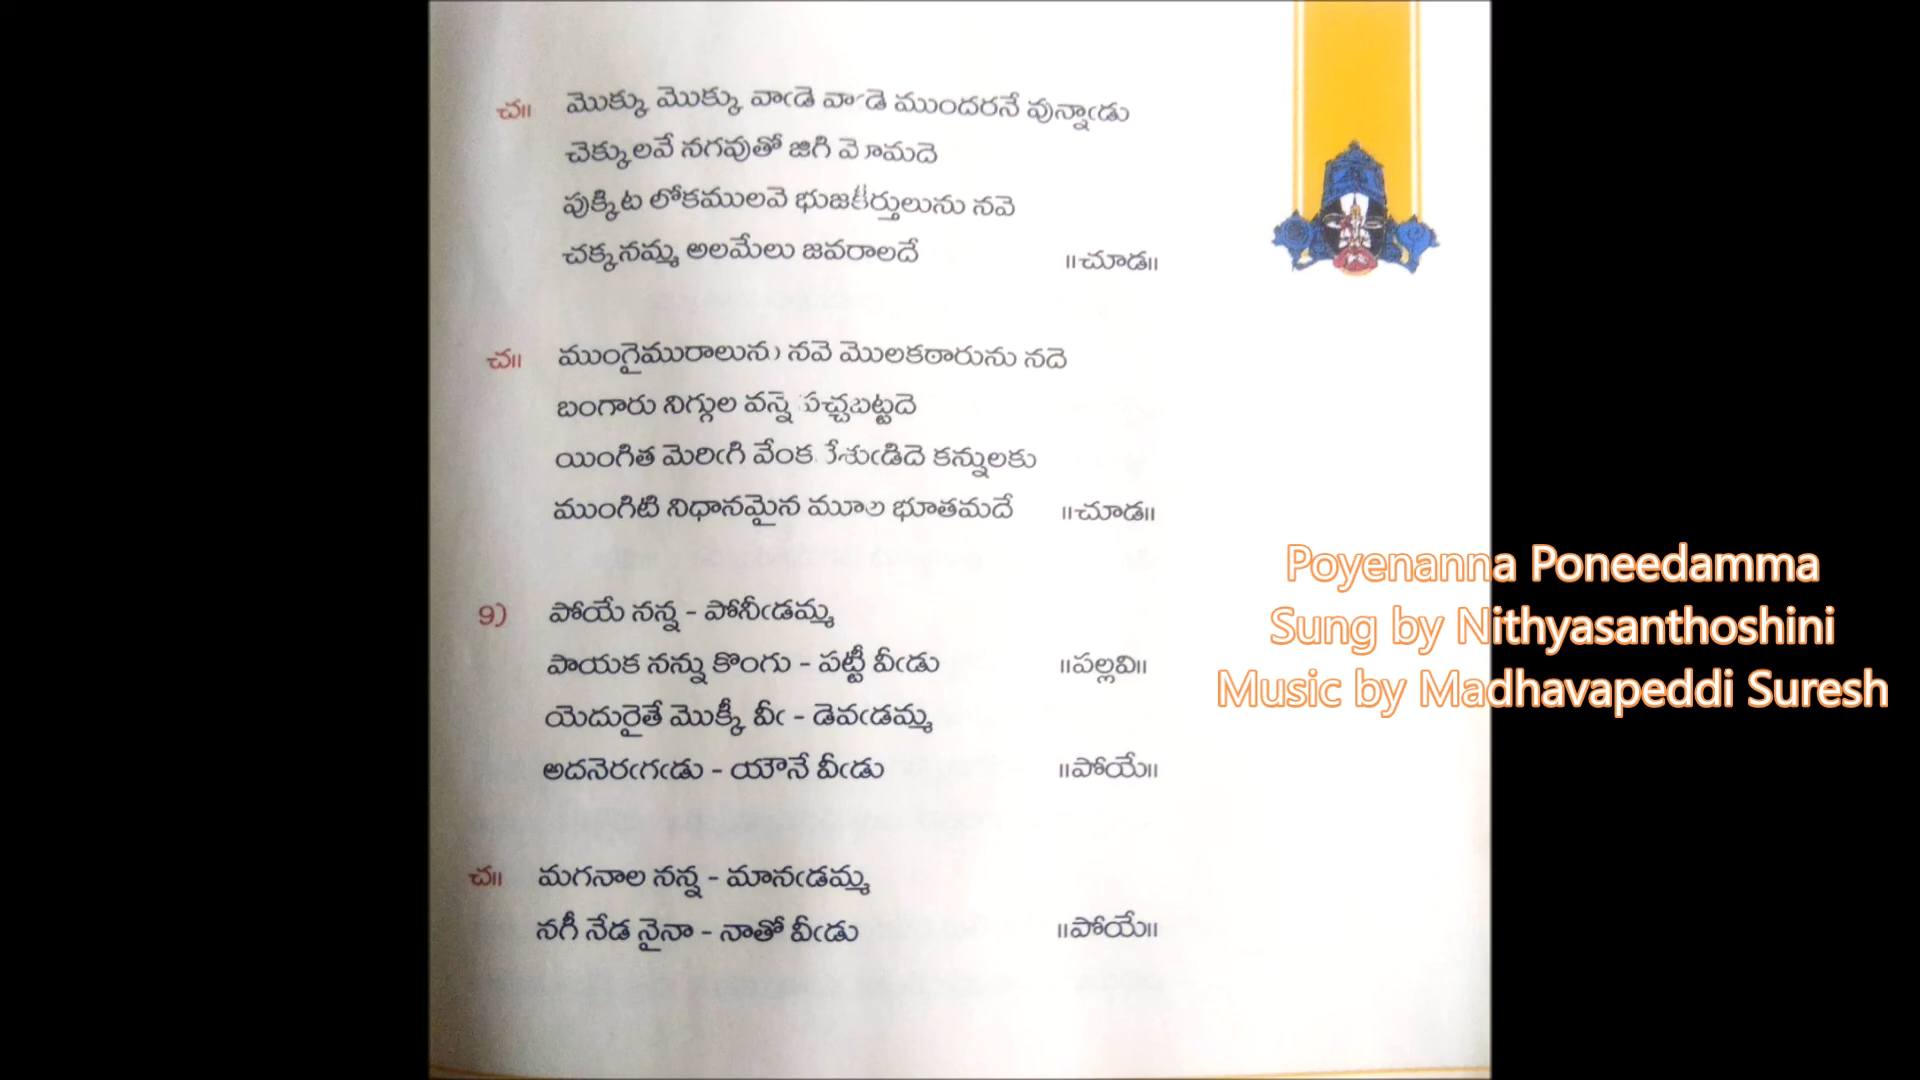 చ॥ మొక్కు మొక్కు వాఁడె వాఁడె ముందరనే వున్నాఁడు
చెక్కులవే నగవుతో జిగి మోమదె
పుక్కిట లోకములవె భుజకీర్తులును నవె
చక్కనమ్మ అలమేలు జవరాలదే ॥చూడ॥
చ॥ ముంగైమురాలును నవె మొలకఠారును నదె
బంగారు నిగ్గుల వన్నె పచ్చబట్టదె
యింగిత మెరిఁగి వేంకటేశుఁడిదె కన్నులకు
ముంగిటి నిధానమైన మూల భూతమదే ॥చూడ॥
9) పోయే నన్న - పోనీఁడమ్మ
పాయక నన్ను కొంగు - పట్టీ వీఁడు ॥పల్లవి॥
యెదురైతే మొక్కీ వీఁ - డెవఁడమ్మ
అదనెరఁగఁడు - యౌనే వీఁడు ॥పోయే॥
చ॥ మగనాల నన్న - మానఁడమ్మ
నగీ నేడ నైనా - నాతో వీఁడు ॥పోయే॥
Poyenanna Poneedamma
Sung by Nithyasanthoshini
Music by Madhavapeddi Suresh